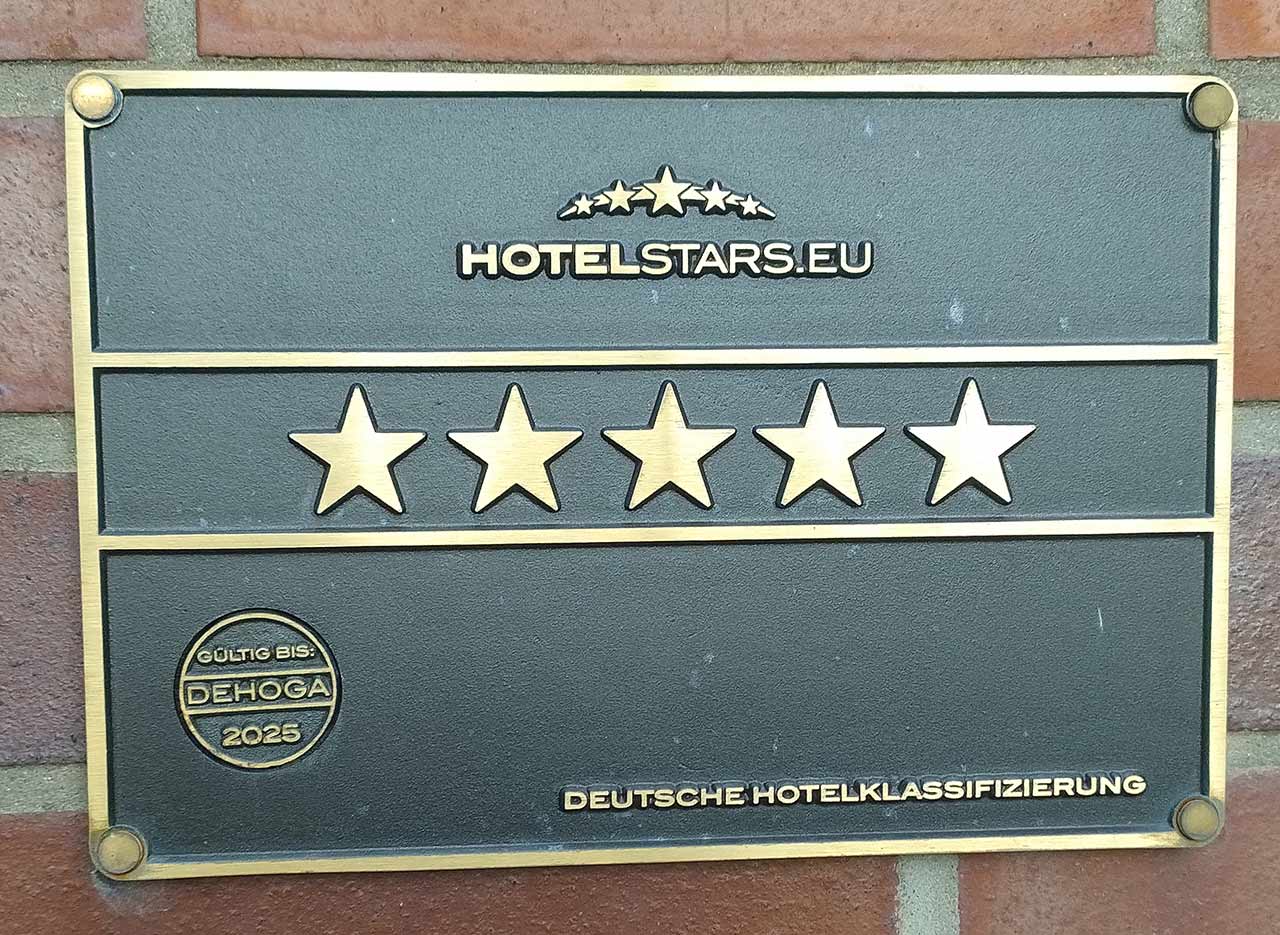 HOTELSTARS.EU
GÜLTIG BIS:
DEHOGA
2025
DEUTSCHE HOTELKLASSIFIZIERUNG